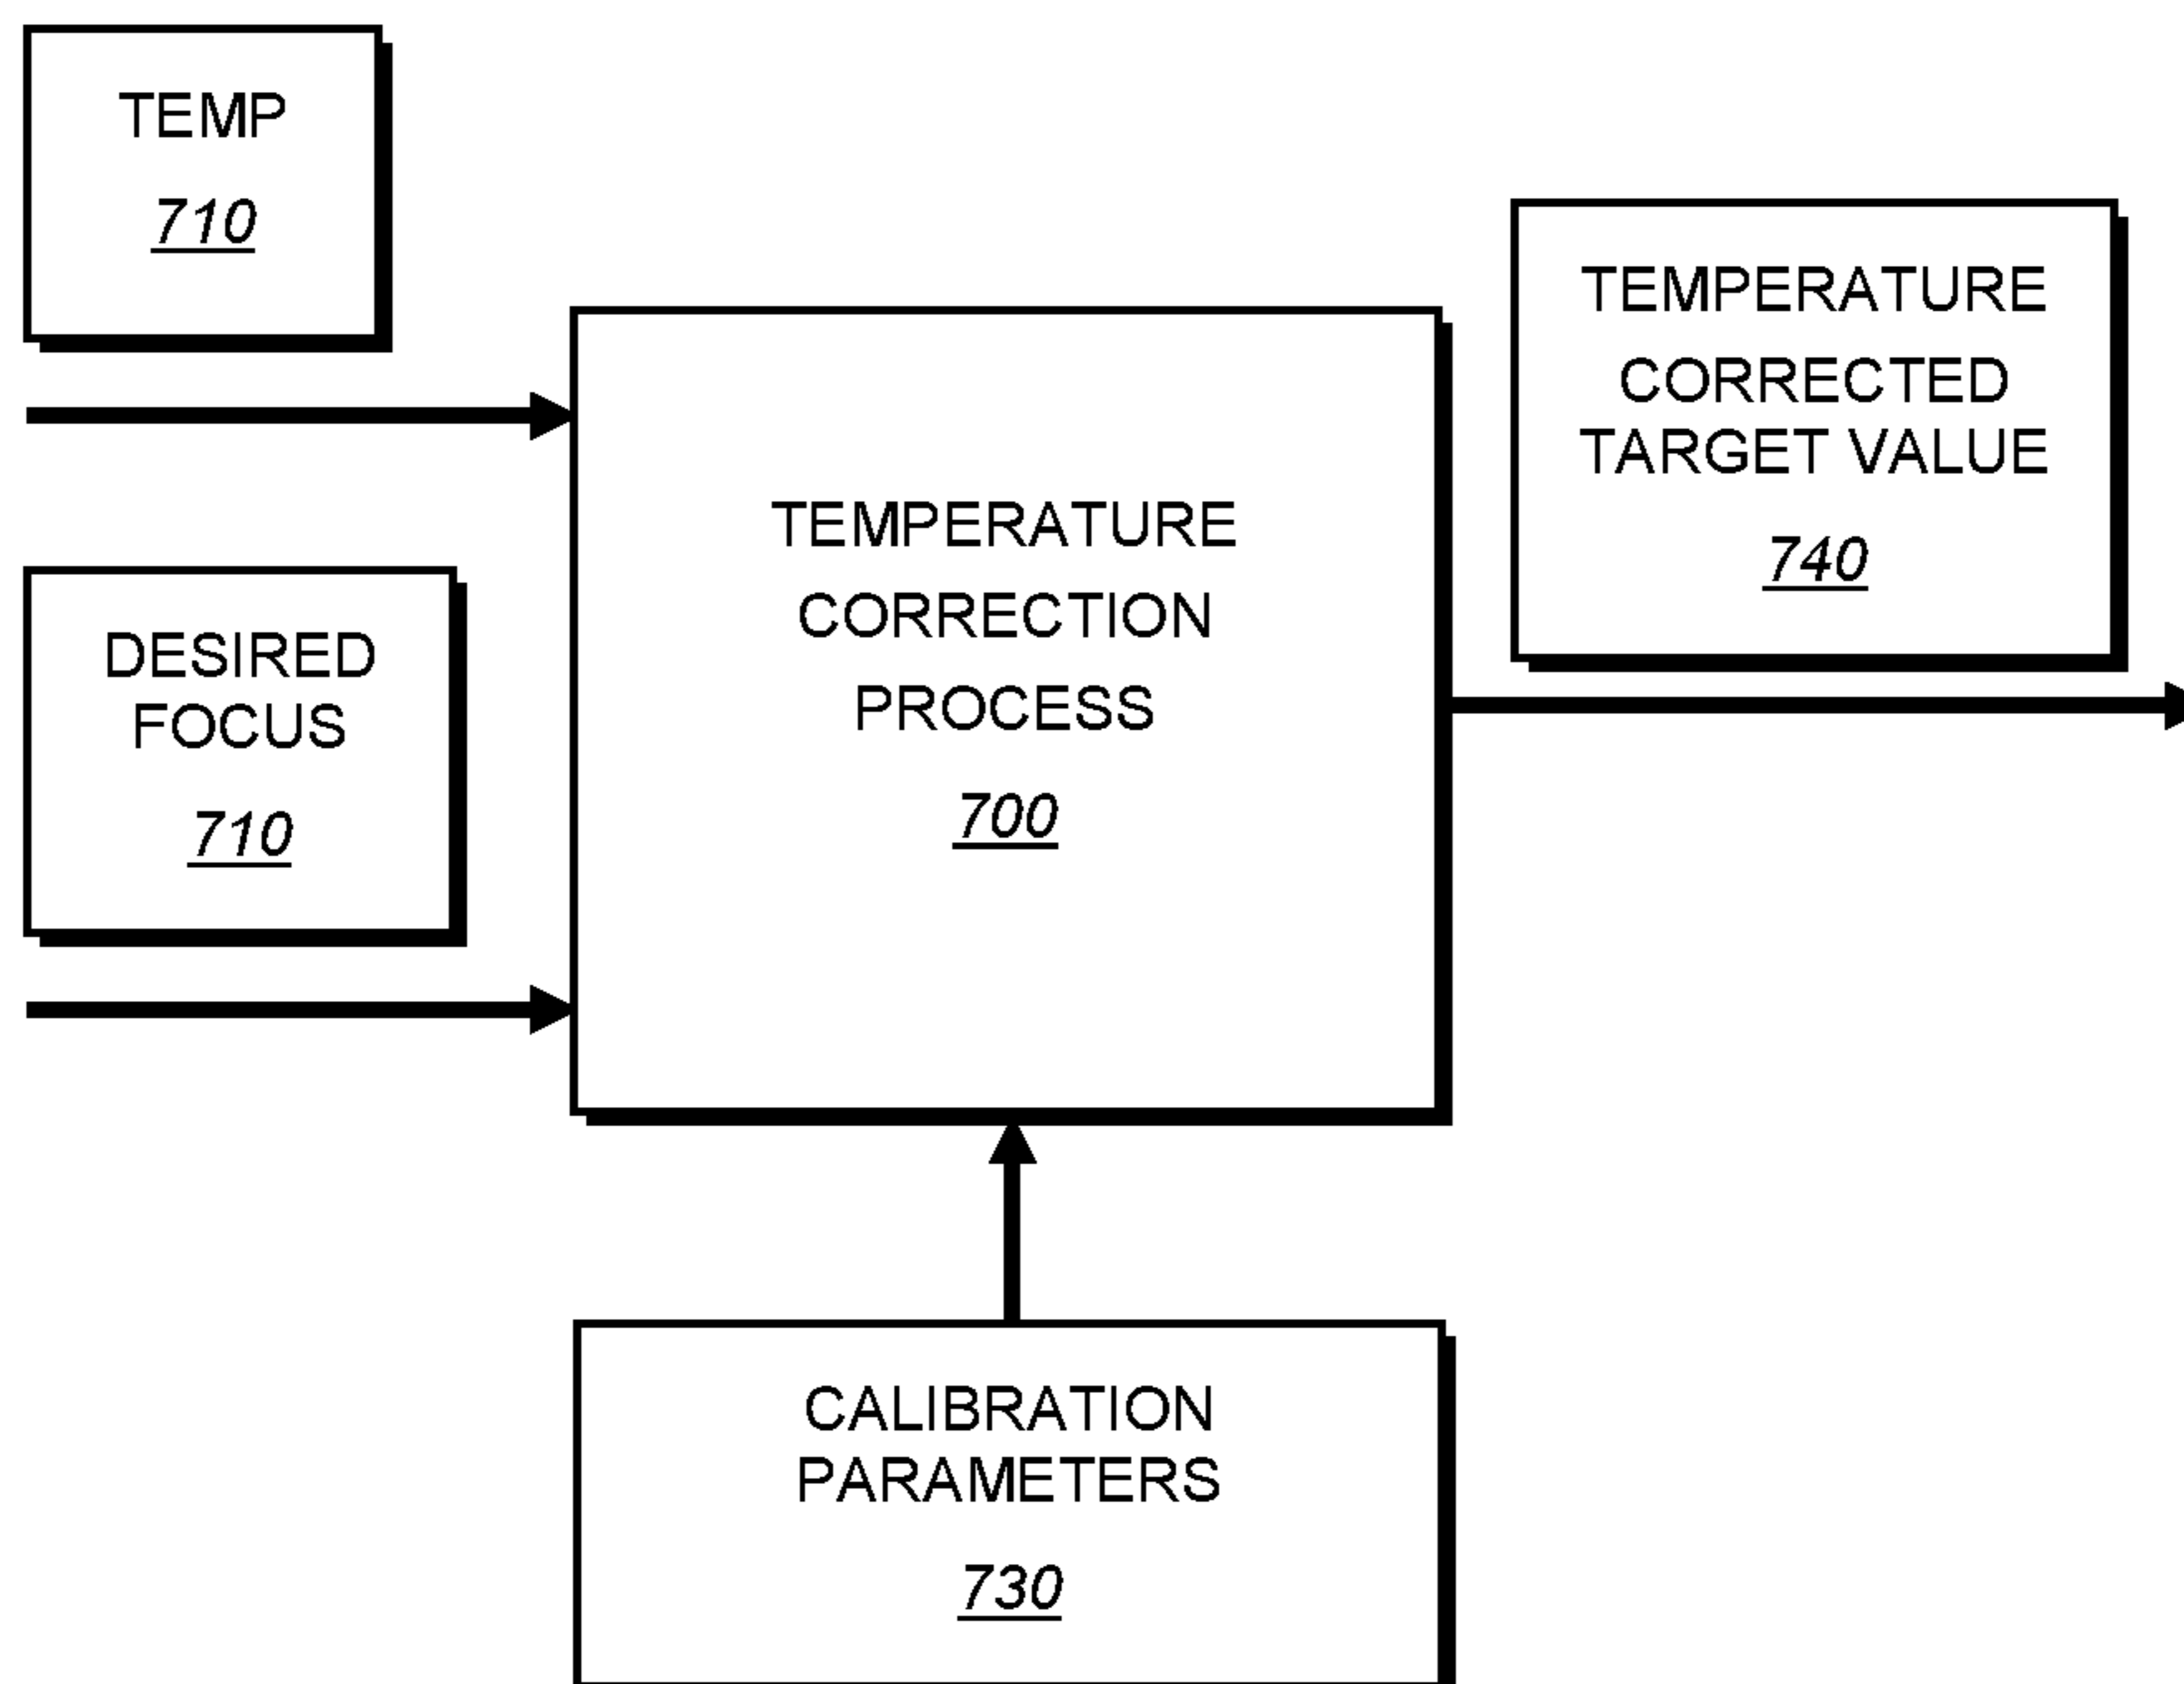 TEMP
710
DESIRED
FOCUS
710
TEMPERATURE
CORRECTION
PROCESS
700
TEMPERATURE
CORRECTED
TARGET VALUE
740
CALIBRATION
PARAMETERS
730